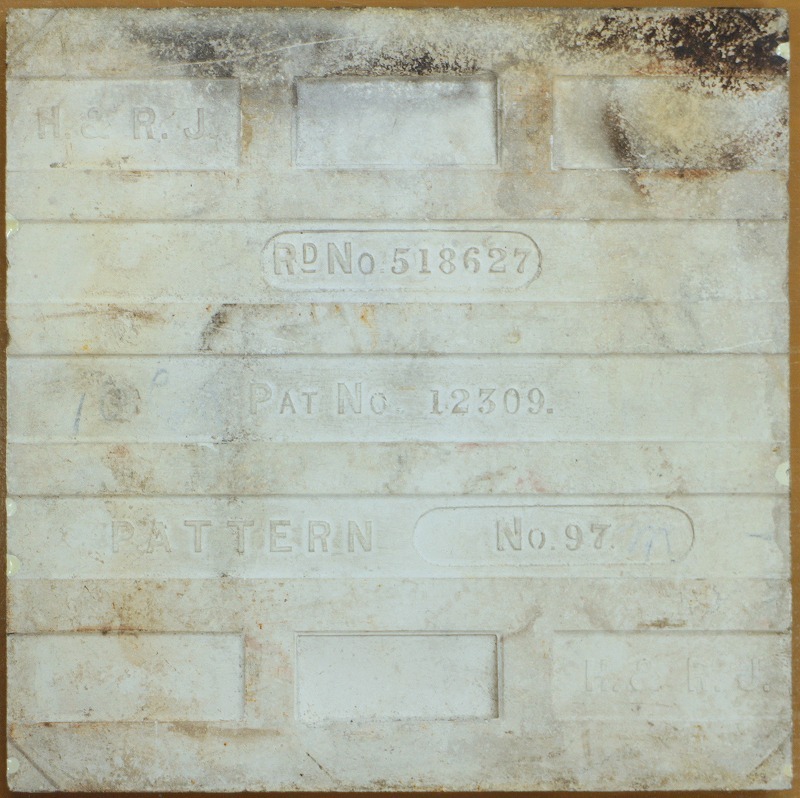 H. & R. J.
RD No. 518627
PAT No 12309.
PATTERN No. 97.
H. & R. J.